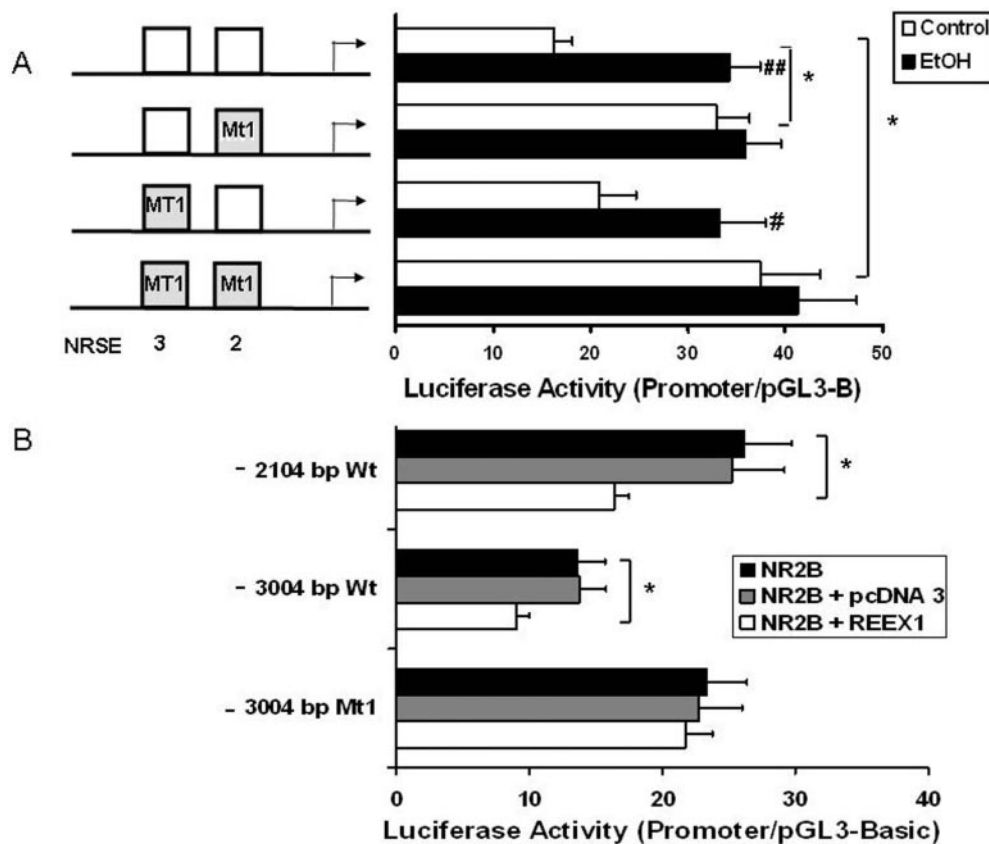 A
Control
EtOH
##
*
*
Mt1
MT1
#
MT1 Mt1
NRSE 3 2
0 10 20 30 40 50
Luciferase Activity (Promoter/pGL3-B)
B
- 2104 bp Wt
*
- 3004 bp Wt
*
NR2B
NR2B + pcDNA 3
NR2B + REEX1
- 3004 bp Mt1
0 10 20 30 40
Luciferase Activity (Promoter/pGL3-Basic)